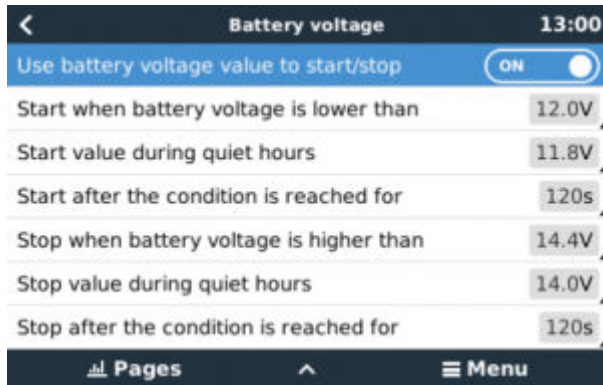 Battery voltage 13:00
Use battery voltage value to start/stop ON
Start when battery voltage is lower than 12.0V
Start value during quiet hours 11.8V
Start after the condition is reached for 120s
Stop when battery voltage is higher than 14.4V
Stop value during quiet hours 14.0V
Stop after the condition is reached for 120s
Pages Menu